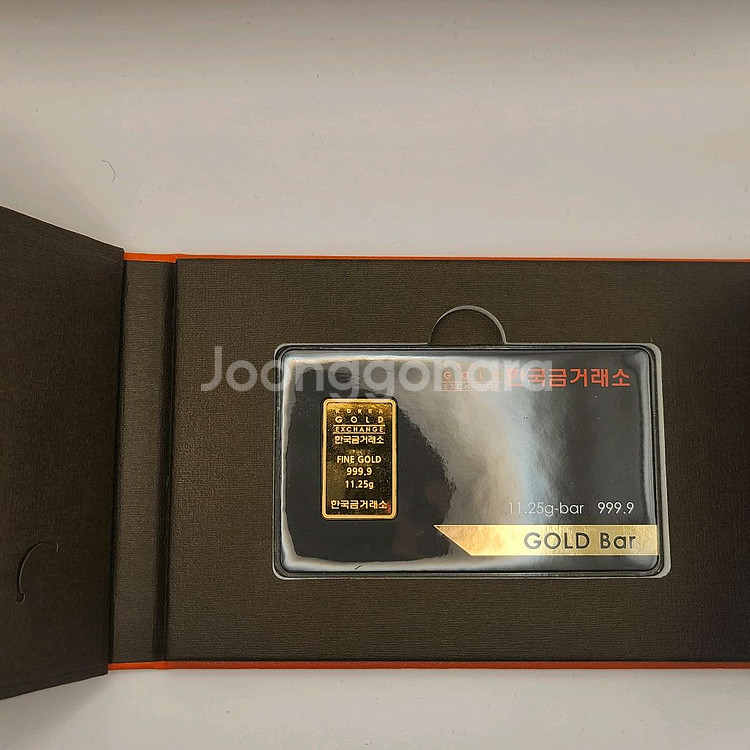 Joonggonara
한국금거래소
KOREA
GOLD
EXCHANGE
한국금거래소
FINE GOLD
999.9
11.25g
한국금거래소
11.25g-bar 999.9
GOLD Bar